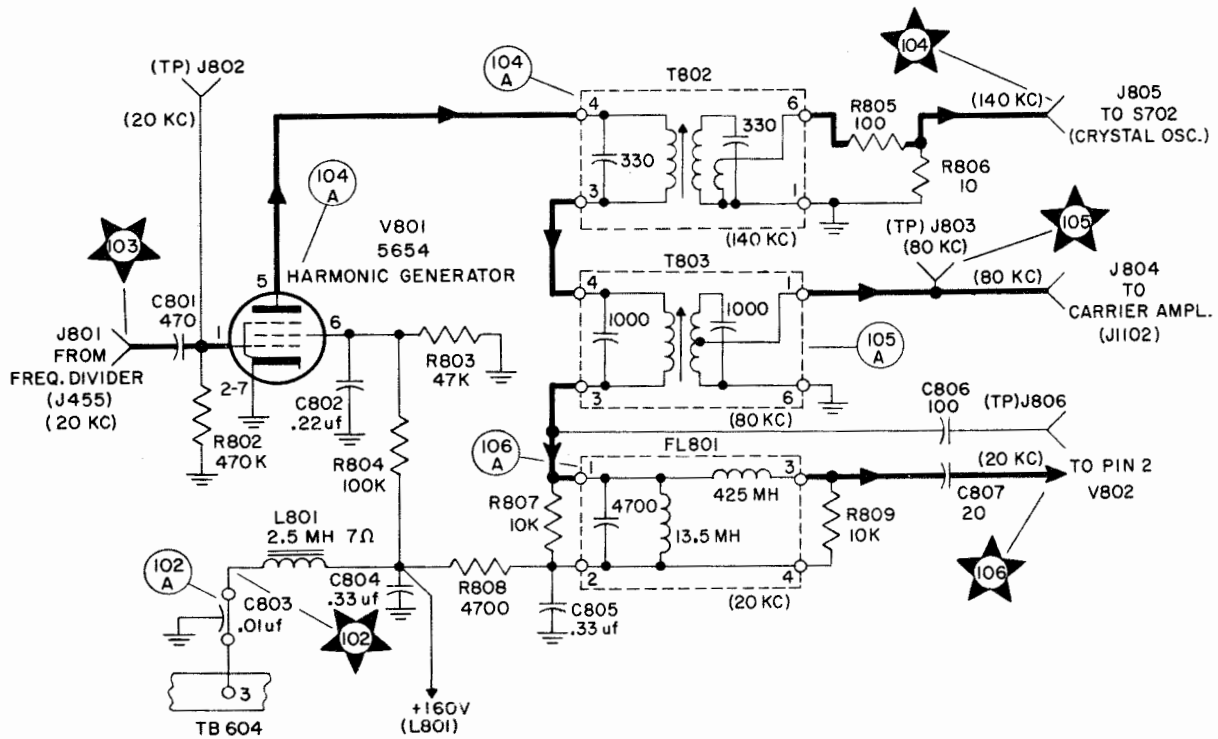 (TP) J802
(20 KC)
104
A
T802
104
(140 KC)
J805
TO S702
(CRYSTAL OSC.)
4
6
R805
100
330
330
R806
10
3
1
(140 KC)
104
A
103
V801
5654
HARMONIC GENERATOR
5
6
1
2-7
C801
470
J801
FROM
FREQ. DIVIDER
(J455)
(20 KC)
R802
470K
R803
47K
C802
.22uf
R804
100K
T803
4
1
1000
1000
3
6
(80 KC)
(TP) J803
(80 KC)
105
(80 KC)
J804
TO
CARRIER AMPL.
(J1102)
105
A
C806
100
(TP)J806
FL801
106
A
1
3
4700
425 MH
13.5 MH
2
4
(20 KC)
R807
10K
R809
10K
(20 KC)
C807
20
TO PIN 2
V802
106
L801
2.5 MH 7Ω
102
A
C803
.01uf
102
C804
.33uf
R808
4700
C805
.33uf
3
TB 604
+160V
(L801)